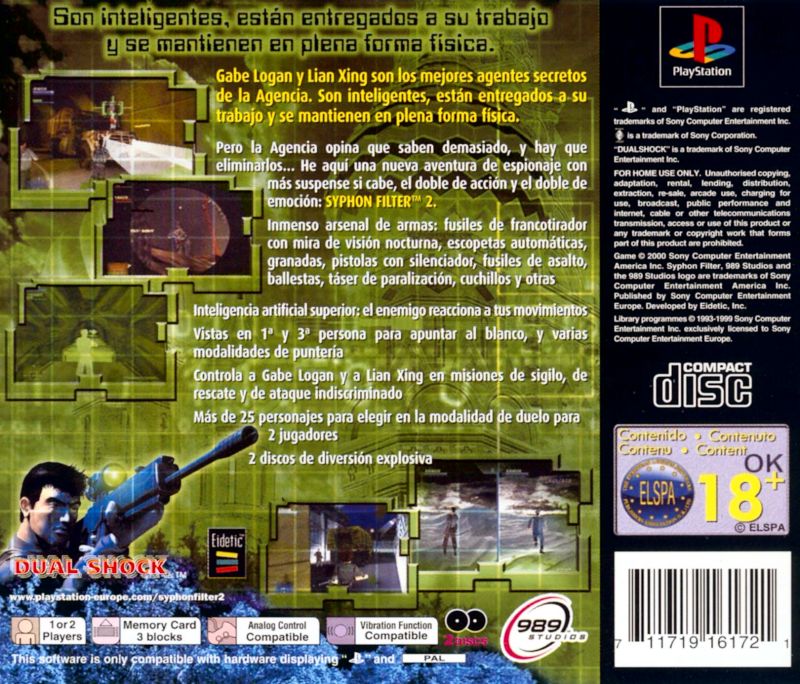 Son inteligentes, están entregados a su trabajo
y se mantienen en plena forma física.
Gabe Logan y Lian Xing son los mejores agentes secretos
de la Agencia. Son inteligentes, están entregados a su
trabajo y se mantienen en plena forma física.
Pero la Agencia opina que saben demasiado, y hay que
eliminarlos... He aquí una nueva aventura de espionaje con
más suspense si cabe, el doble de acción y el doble de
emoción: SYPHON FILTER™ 2.
Inmenso arsenal de armas: fusiles de francotirador
con mira de visión nocturna, escopetas automáticas,
granadas, pistolas con silenciador, fusiles de asalto,
ballestas, táser de paralización, cuchillos y otras
Inteligencia artificial superior: el enemigo reacciona a tus movimientos
Vistas en 1ª y 3ª persona para apuntar al blanco, y varias
modalidades de puntería
Controla a Gabe Logan y a Lian Xing en misiones de sigilo, de
rescate y de ataque indiscriminado
Más de 25 personajes para elegir en la modalidad de duelo para
2 jugadores
2 discos de diversión explosiva
Eidetic
DUAL SHOCK™
www.playstation-europe.com/syphonfilter2
1 or 2
Players
Memory Card
3 blocks
Analog Control
Compatible
Vibration Function
Compatible
2 Discs
989
STUDIOS
This software is only compatible with hardware displaying " " and PAL
PlayStation
" " and "PlayStation" are registered
trademarks of Sony Computer Entertainment Inc.
is a trademark of Sony Corporation.
"DUALSHOCK" is a trademark of Sony Computer
Entertainment Inc.
FOR HOME USE ONLY. Unauthorised copying,
adaptation, rental, lending, distribution,
extraction, re-sale, arcade use, charging for
use, broadcast, public performance and
internet, cable or other telecommunications
transmission, access or use of this product or
any trademark or copyright work that forms
part of this product are prohibited.
Game © 2000 Sony Computer Entertainment
America Inc. Syphon Filter, 989 Studios and
the 989 Studios logo are trademarks of Sony
Computer Entertainment America Inc.
Published by Sony Computer Entertainment
Europe. Developed by Eidetic, Inc.
Library programmes © 1993-1999 Sony Computer
Entertainment Inc. exclusively licensed to Sony
Computer Entertainment Europe.
COMPACT
disc
Contenido • Contenuto
Contenu • Content
OK
ELSPA
18+
© ELSPA
7 11719 16172 1